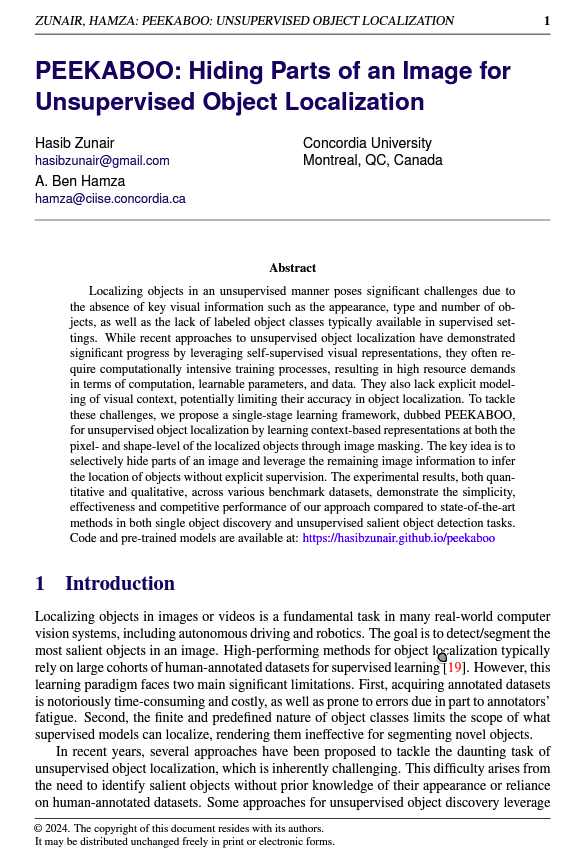 ZUNAIR, HAMZA: PEEKABOO: UNSUPERVISED OBJECT LOCALIZATION 1
PEEKABOO: Hiding Parts of an Image for
Unsupervised Object Localization
Hasib Zunair
hasibzunair@gmail.com
A. Ben Hamza
hamza@ciise.concordia.ca
Concordia University
Montreal, QC, Canada
Abstract
Localizing objects in an unsupervised manner poses significant challenges due to
the absence of key visual information such as the appearance, type and number of ob-
jects, as well as the lack of labeled object classes typically available in supervised set-
tings. While recent approaches to unsupervised object localization have demonstrated
significant progress by leveraging self-supervised visual representations, they often re-
quire computationally intensive training processes, resulting in high resource demands
in terms of computation, learnable parameters, and data. They also lack explicit model-
ing of visual context, potentially limiting their accuracy in object localization. To tackle
these challenges, we propose a single-stage learning framework, dubbed PEEKABOO,
for unsupervised object localization by learning context-based representations at both the
pixel- and shape-level of the localized objects through image masking. The key idea is to
selectively hide parts of an image and leverage the remaining image information to infer
the location of objects without explicit supervision. The experimental results, both quan-
titative and qualitative, across various benchmark datasets, demonstrate the simplicity,
effectiveness and competitive performance of our approach compared to state-of-the-art
methods in both single object discovery and unsupervised salient object detection tasks.
Code and pre-trained models are available at: https://hasibzunair.github.io/peekaboo
1 Introduction
Localizing objects in images or videos is a fundamental task in many real-world computer
vision systems, including autonomous driving and robotics. The goal is to detect/segment the
most salient objects in an image. High-performing methods for object localization typically
rely on large cohorts of human-annotated datasets for supervised learning [19]. However, this
learning paradigm faces two main significant limitations. First, acquiring annotated datasets
is notoriously time-consuming and costly, as well as prone to errors due in part to annotators'
fatigue. Second, the finite and predefined nature of object classes limits the scope of what
supervised models can localize, rendering them ineffective for segmenting novel objects.
In recent years, several approaches have been proposed to tackle the daunting task of
unsupervised object localization, which is inherently challenging. This difficulty arises from
the need to identify salient objects without prior knowledge of their appearance or reliance
on human-annotated datasets. Some approaches for unsupervised object discovery leverage
© 2024. The copyright of this document resides with its authors.
It may be distributed unchanged freely in print or electronic forms.